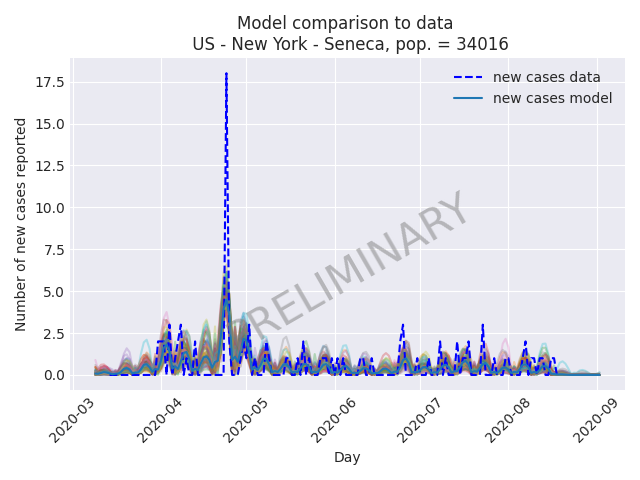 Model comparison to data
US - New York - Seneca, pop. = 34016
new cases data
new cases model
Number of new cases reported
17.5
15.0
12.5
10.0
7.5
5.0
2.5
0.0
PRELIMINARY
2020-03
2020-04
2020-05
2020-06
2020-07
2020-08
2020-09
Day